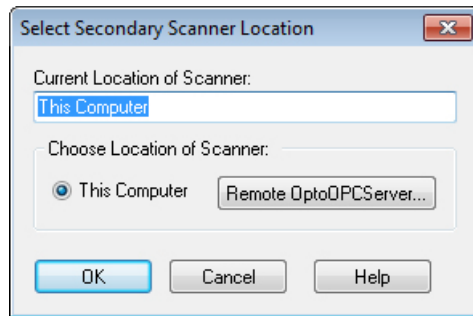 Select Secondary Scanner Location
Current Location of Scanner:
This Computer
Choose Location of Scanner:
This Computer Remote OptoOPCServer...
OK Cancel Help